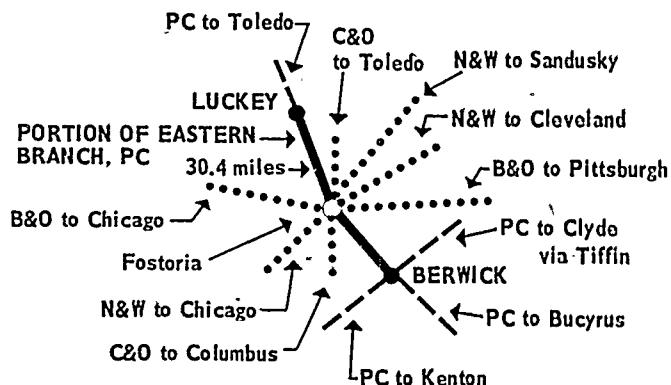 PC to Toledo
C&O
to Toledo
N&W to Sandusky
LUCKEY
N&W to Cleveland
PORTION OF EASTERN
BRANCH, PC
30.4 miles
B&O to Pittsburgh
B&O to Chicago
PC to Clyde
via Tiffin
Fostoria
BERWICK
N&W to Chicago
PC to Bucyrus
C&O to Columbus
PC to Kenton